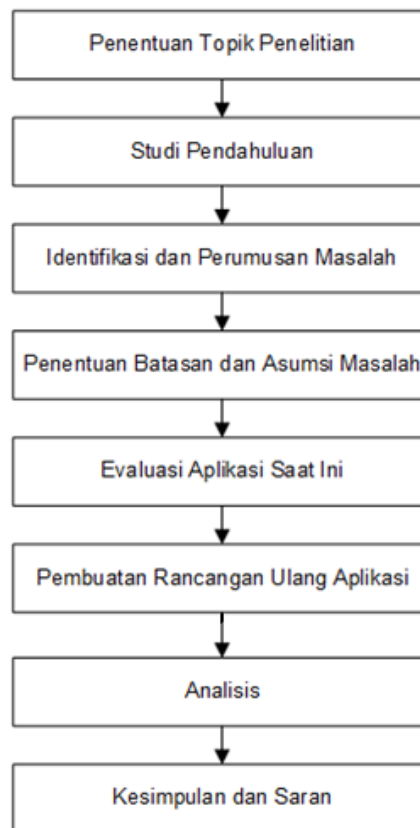 Penentuan Topik Penelitian
Studi Pendahuluan
Identifikasi dan Perumusan Masalah
Penentuan Batasan dan Asumsi Masalah
Evaluasi Aplikasi Saat Ini
Pembuatan Rancangan Ulang Aplikasi
Analisis
Kesimpulan dan Saran